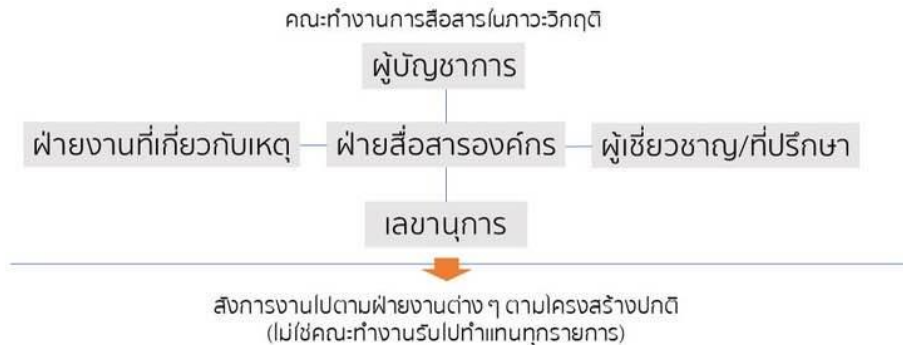 คณะทำงานการสื่อสารในภาวะวิกฤติ
ผู้บัญชาการ
ฝ่ายงานที่เกี่ยวกับเหตุ ฝ่ายสื่อสารองค์กร ผู้เชี่ยวชาญ/ที่ปรึกษา
เลขานุการ
สั่งการงานไปตามฝ่ายงานต่าง ๆ ตามโครงสร้างปกติ
(ไม่ใช่คณะทำงานรับไปทำแทนทุกรายการ)